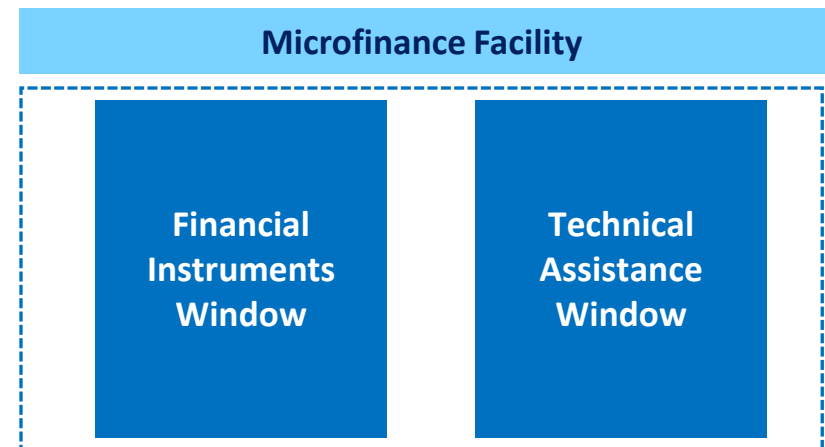 Microfinance Facility
Financial
Instruments
Window
Technical
Assistance
Window